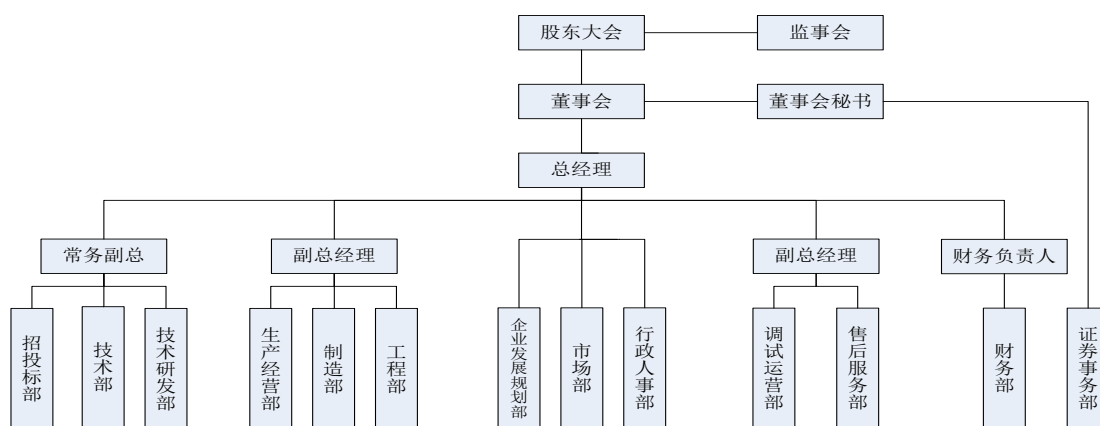 股东大会
监事会
董事会
董事会秘书
总经理
常务副总
副总经理
副总经理
财务负责人
招投标部
技术部
技术研发部
生产经营部
制造部
工程部
企业发展规划部
市场部
行政人事部
调试运营部
售后服务部
财务部
证券事务部